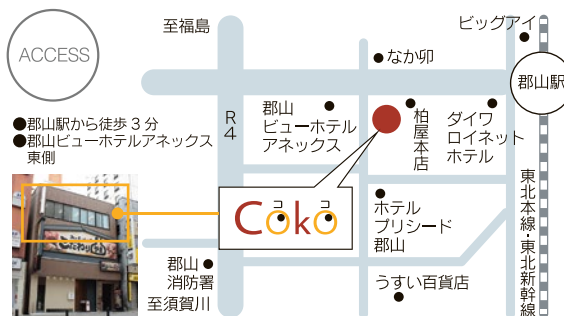 ACCESS
●郡山駅から徒歩3分
●郡山ビューホテルアネックス
東側
至福島
ビッグアイ
なか卯
郡山駅
R4
郡山
ビューホテル
アネックス
柏屋本店
ダイワ
ロイネット
ホテル
コ コ
Coko
ホテル
プリシード
郡山
東北本線・東北新幹線
郡山
消防署
うすい百貨店
至須賀川